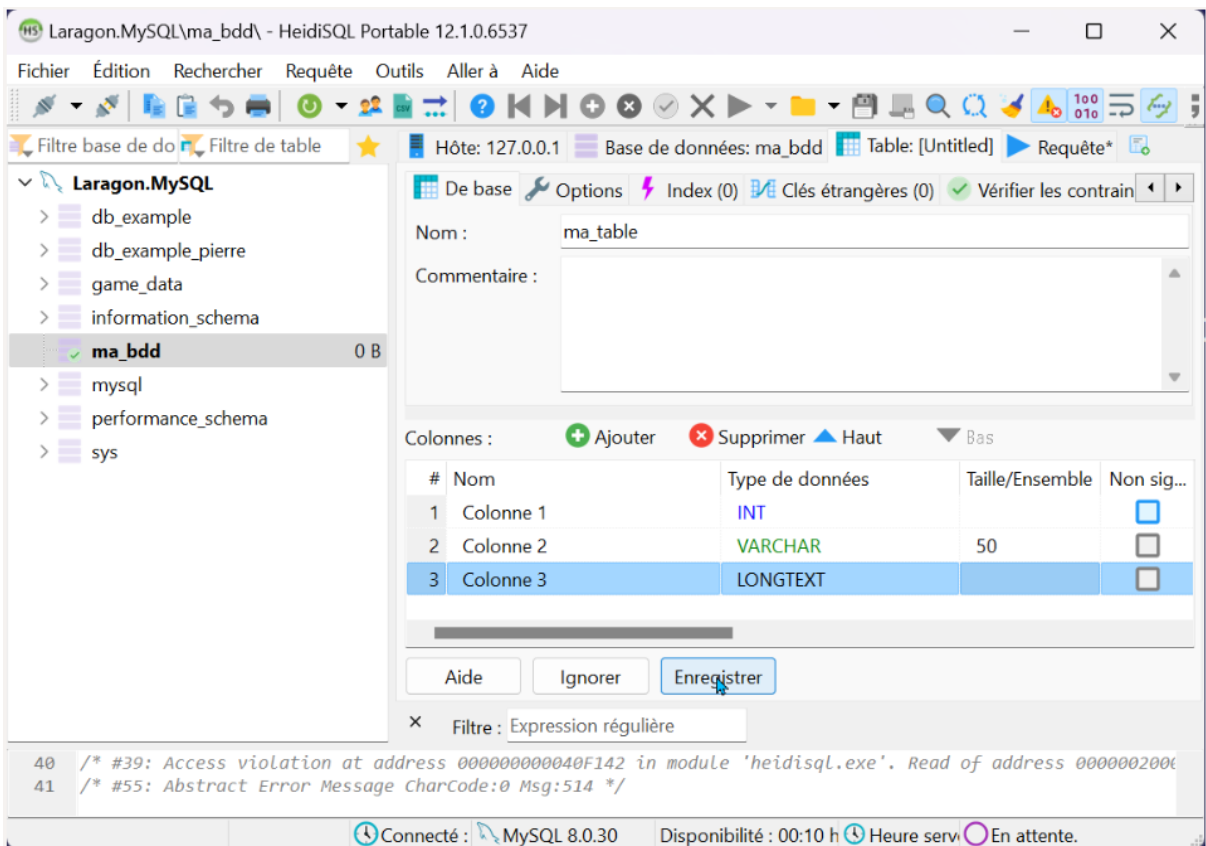 Laragon.MySQL\ma_bdd\ - HeidiSQL Portable 12.1.0.6537
Fichier Édition Rechercher Requête Outils Aller à Aide
Filtre base de do Filtre de table
Hôte: 127.0.0.1 Base de données: ma_bdd Table: [Untitled] Requête*
Laragon.MySQL
db_example
db_example_pierre
game_data
information_schema
ma_bdd 0 B
mysql
performance_schema
sys
De base Options Index (0) Clés étrangères (0) Vérifier les contrain
Nom : ma_table
Commentaire :
Colonnes : Ajouter Supprimer Haut Bas
# Nom Type de données Taille/Ensemble Non sig...
1 Colonne 1 INT
2 Colonne 2 VARCHAR 50
3 Colonne 3 LONGTEXT
Aide Ignorer Enregistrer
× Filtre : Expression régulière
40 /* #39: Access violation at address 000000000040F142 in module 'heidisql.exe'. Read of address 0000002000
41 /* #55: Abstract Error Message CharCode:0 Msg:514 */
Connecté : MySQL 8.0.30 Disponibilité : 00:10 h Heure serv En attente.